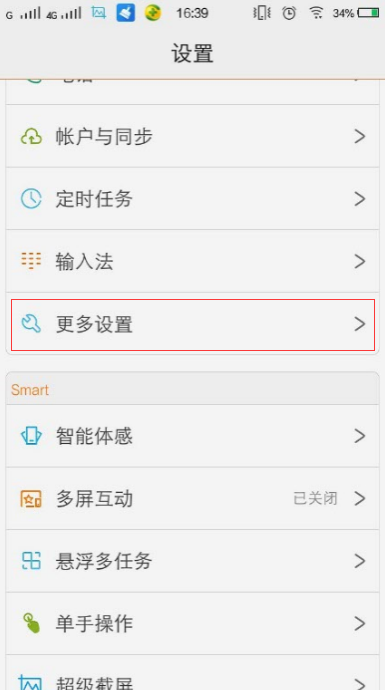 G 4G 16:39 34%
设置
帐户与同步
定时任务
输入法
更多设置
Smart
智能体感
多屏互动 已关闭
悬浮多任务
单手操作
超级截屏